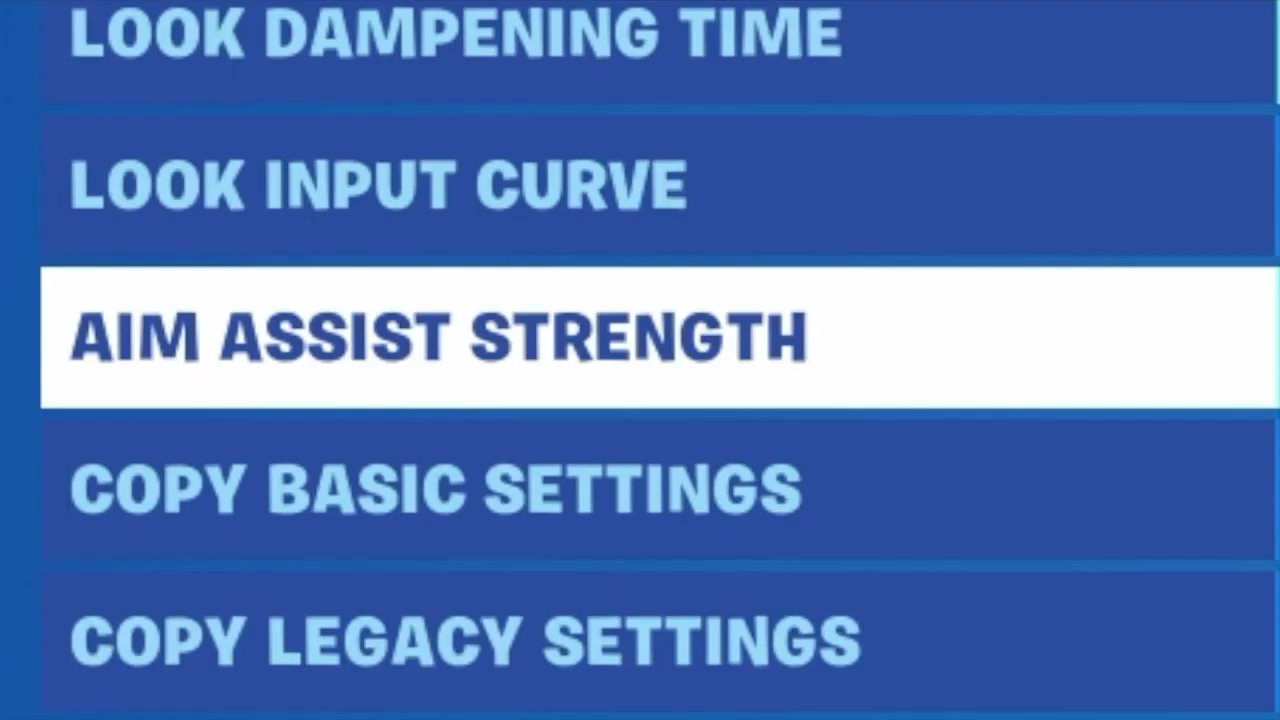 LOOK DAMPENING TIME
LOOK INPUT CURVE
AIM ASSIST STRENGTH
COPY BASIC SETTINGS
COPY LEGACY SETTINGS